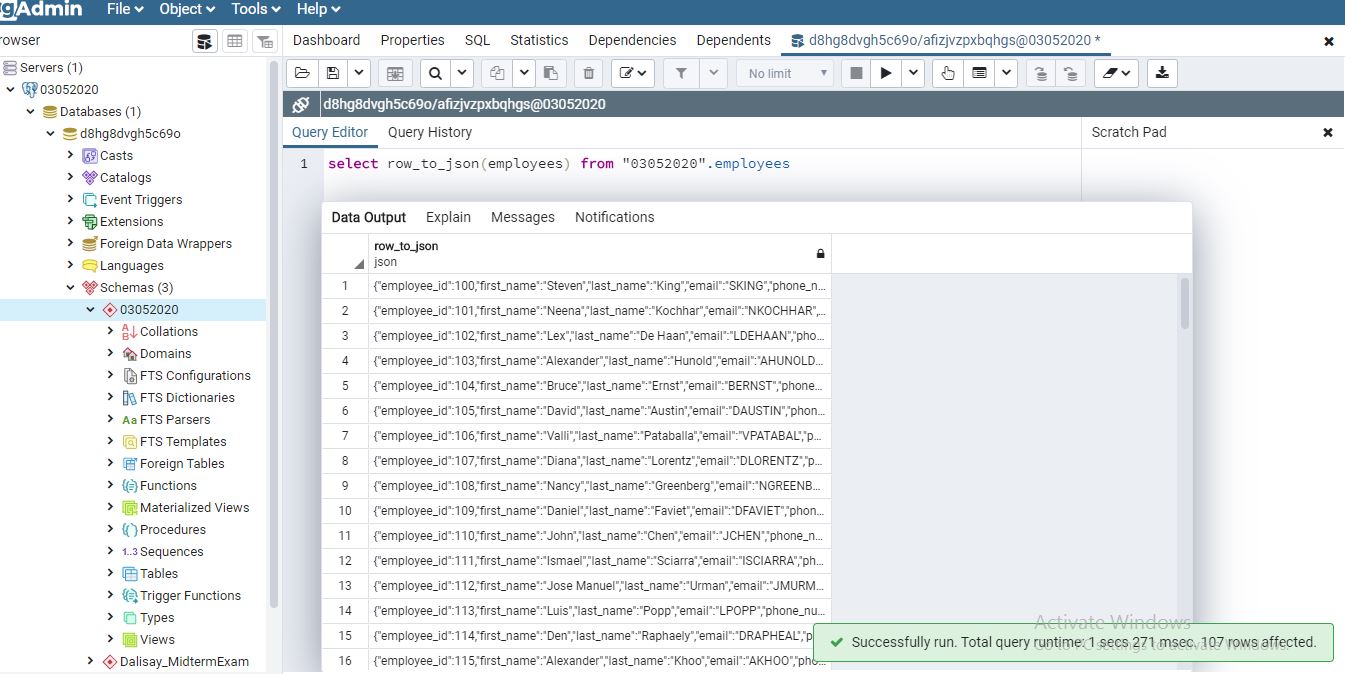 gAdmin File Object Tools Help
rowser
Dashboard Properties SQL Statistics Dependencies Dependents d8hg8dvgh5c69o/afizjvzpxbqhgs@03052020 *
No limit
d8hg8dvgh5c69o/afizjvzpxbqhgs@03052020
Query Editor Query History
Scratch Pad
1 select row_to_json(employees) from "03052020".employees
Servers (1)
03052020
Databases (1)
d8hg8dvgh5c69o
Casts
Catalogs
Event Triggers
Extensions
Foreign Data Wrappers
Languages
Schemas (3)
03052020
Collations
Domains
FTS Configurations
FTS Dictionaries
Aa FTS Parsers
FTS Templates
Foreign Tables
Functions
Materialized Views
Procedures
1..3 Sequences
Tables
Trigger Functions
Types
Views
Dalisay_MidtermExam
Data Output Explain Messages Notifications
row_to_json
json
1 {"employee_id":100,"first_name":"Steven","last_name":"King","email":"SKING","phone_n...
2 {"employee_id":101,"first_name":"Neena","last_name":"Kochhar","email":"NKOCHHAR",...
3 {"employee_id":102,"first_name":"Lex","last_name":"De Haan","email":"LDEHAAN","pho...
4 {"employee_id":103,"first_name":"Alexander","last_name":"Hunold","email":"AHUNOLD...
5 {"employee_id":104,"first_name":"Bruce","last_name":"Ernst","email":"BERNST","phone...
6 {"employee_id":105,"first_name":"David","last_name":"Austin","email":"DAUSTIN","phon...
7 {"employee_id":106,"first_name":"Valli","last_name":"Pataballa","email":"VPATABAL","p...
8 {"employee_id":107,"first_name":"Diana","last_name":"Lorentz","email":"DLORENTZ","p...
9 {"employee_id":108,"first_name":"Nancy","last_name":"Greenberg","email":"NGREENB...
10 {"employee_id":109,"first_name":"Daniel","last_name":"Faviet","email":"DFAVIET","phon...
11 {"employee_id":110,"first_name":"John","last_name":"Chen","email":"JCHEN","phone_n...
12 {"employee_id":111,"first_name":"Ismael","last_name":"Sciarra","email":"ISCIARRA","ph...
13 {"employee_id":112,"first_name":"Jose Manuel","last_name":"Urman","email":"JMURM...
14 {"employee_id":113,"first_name":"Luis","last_name":"Popp","email":"LPOPP","phone_nu...
15 {"employee_id":114,"first_name":"Den","last_name":"Raphaely","email":"DRAPHEAL","p
16 {"employee_id":115,"first_name":"Alexander","last_name":"Khoo","email":"AKHOO","pho...
Activate Windows
Go to PC settings to activate Windows.
Successfully run. Total query runtime: 1 secs 271 msec. 107 rows affected.